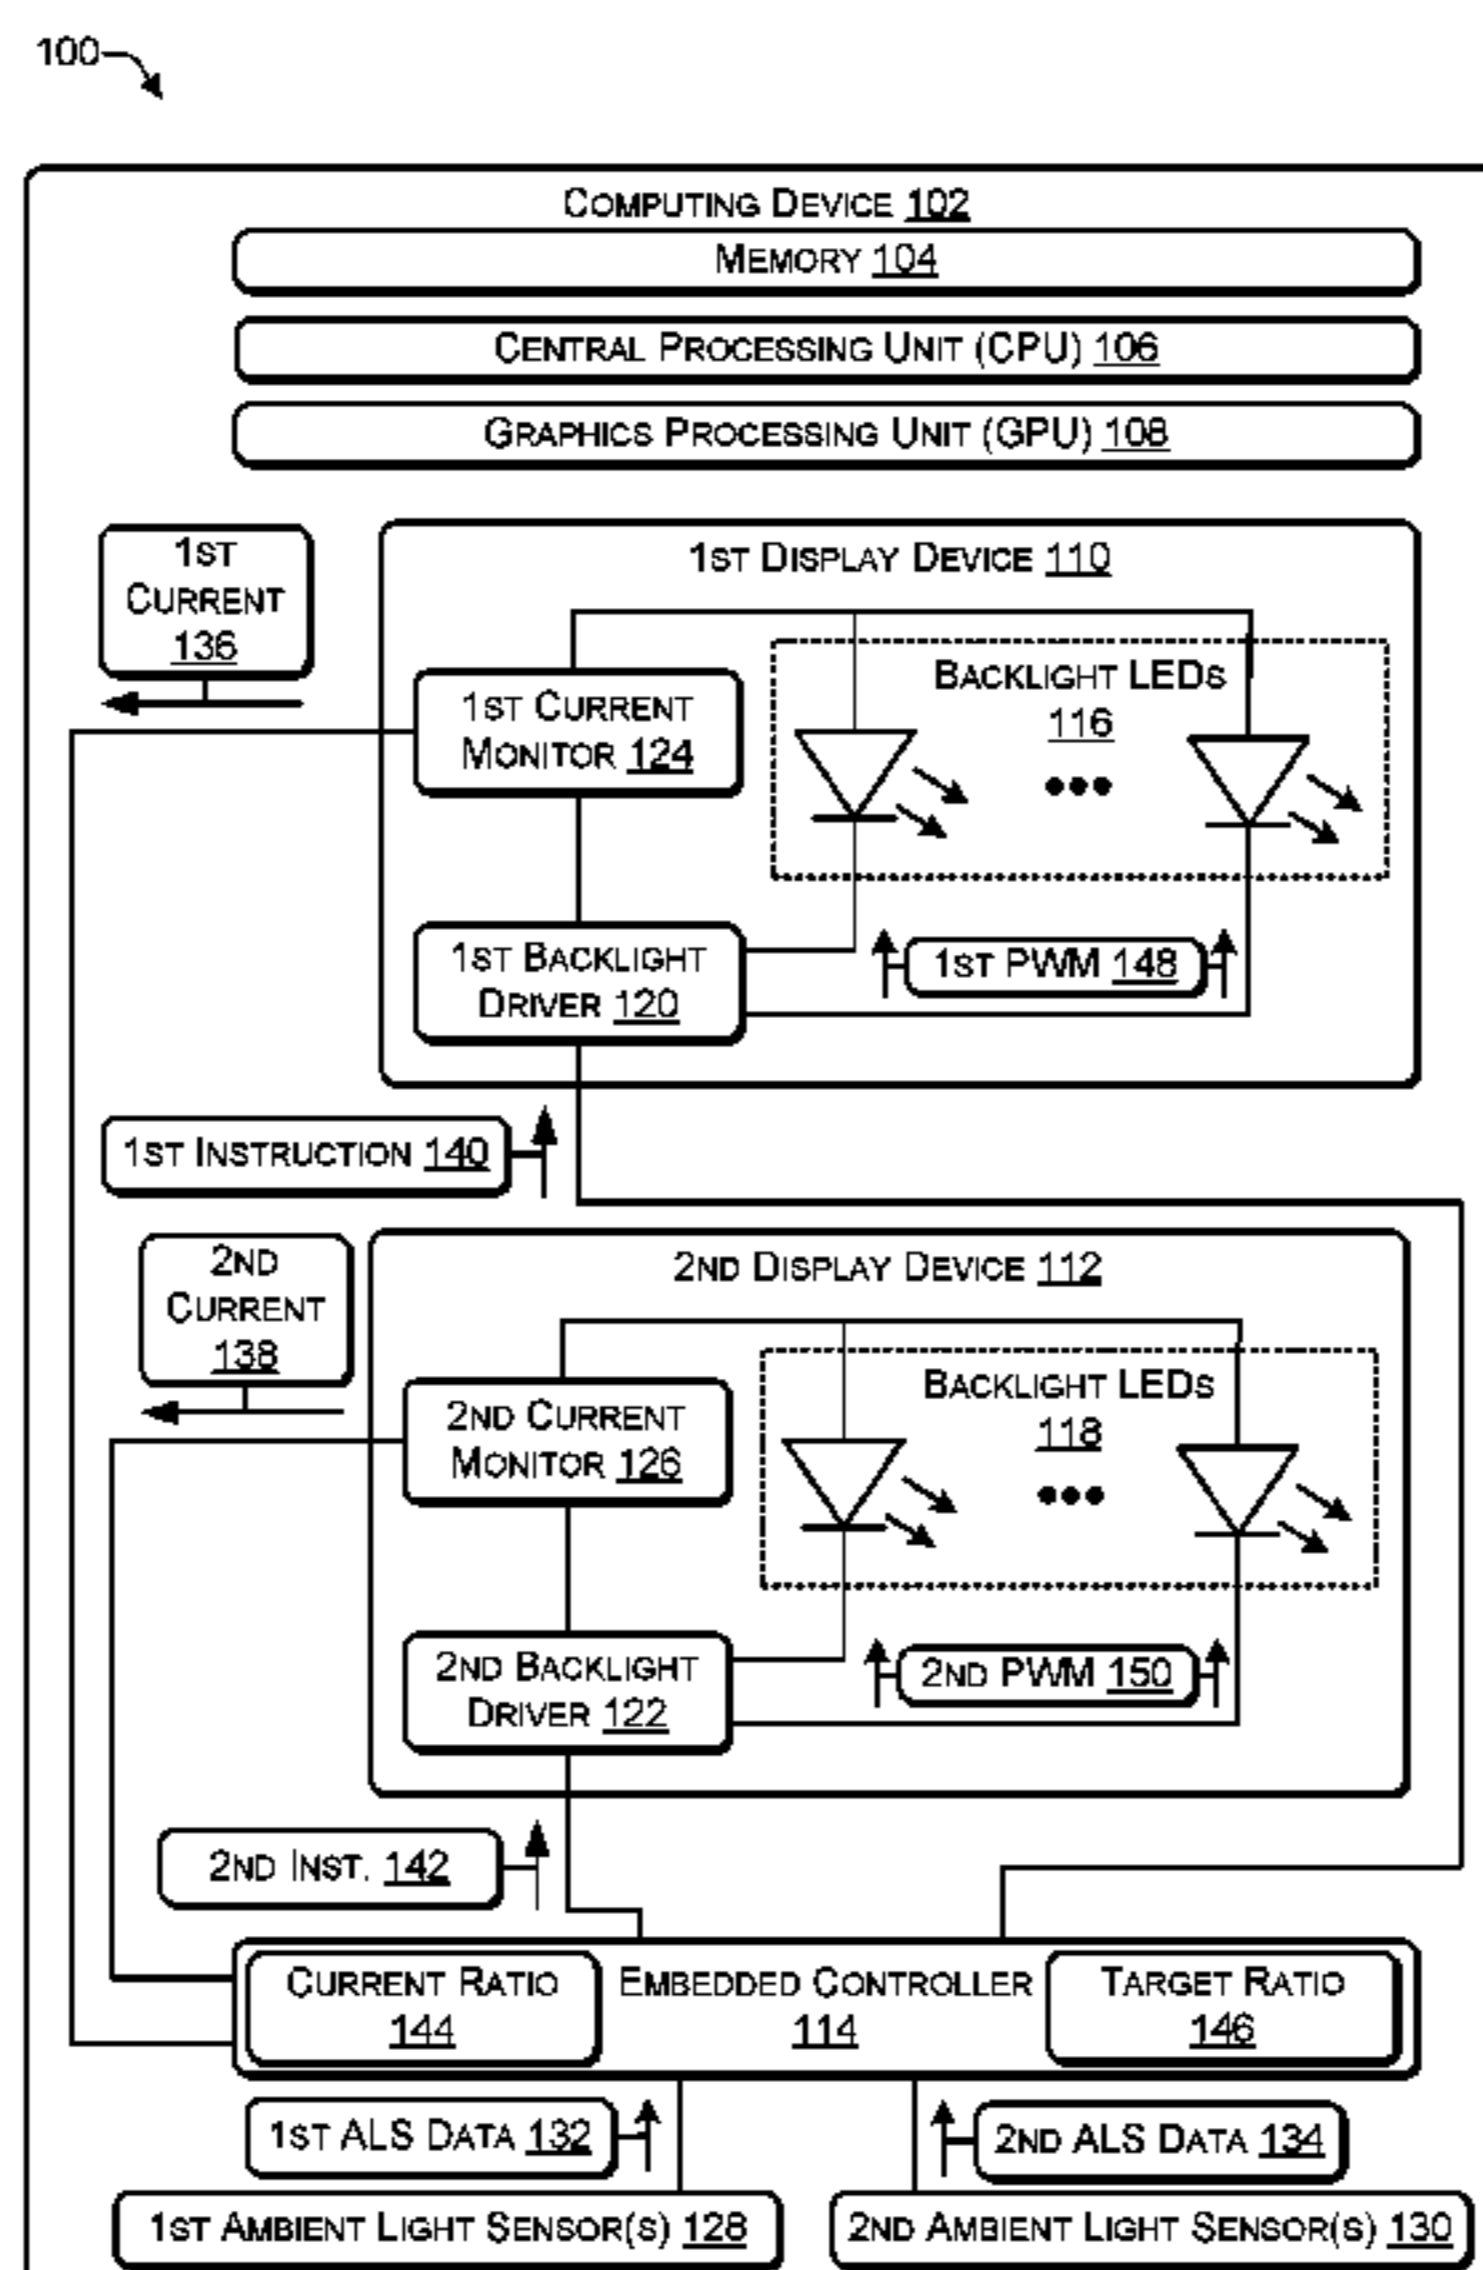 100
COMPUTING DEVICE 102
MEMORY 104
CENTRAL PROCESSING UNIT (CPU) 106
GRAPHICS PROCESSING UNIT (GPU) 108
1ST
CURRENT
136
1ST DISPLAY DEVICE 110
1ST CURRENT
MONITOR 124
BACKLIGHT LEDS
116
1ST BACKLIGHT
DRIVER 120
1ST PWM 148
1ST INSTRUCTION 140
2ND
CURRENT
138
2ND DISPLAY DEVICE 112
2ND CURRENT
MONITOR 126
BACKLIGHT LEDS
118
2ND BACKLIGHT
DRIVER 122
2ND PWM 150
2ND INST. 142
CURRENT RATIO
144
EMBEDDED CONTROLLER
114
TARGET RATIO
146
1ST ALS DATA 132
2ND ALS DATA 134
1ST AMBIENT LIGHT SENSOR(S) 128
2ND AMBIENT LIGHT SENSOR(S) 130